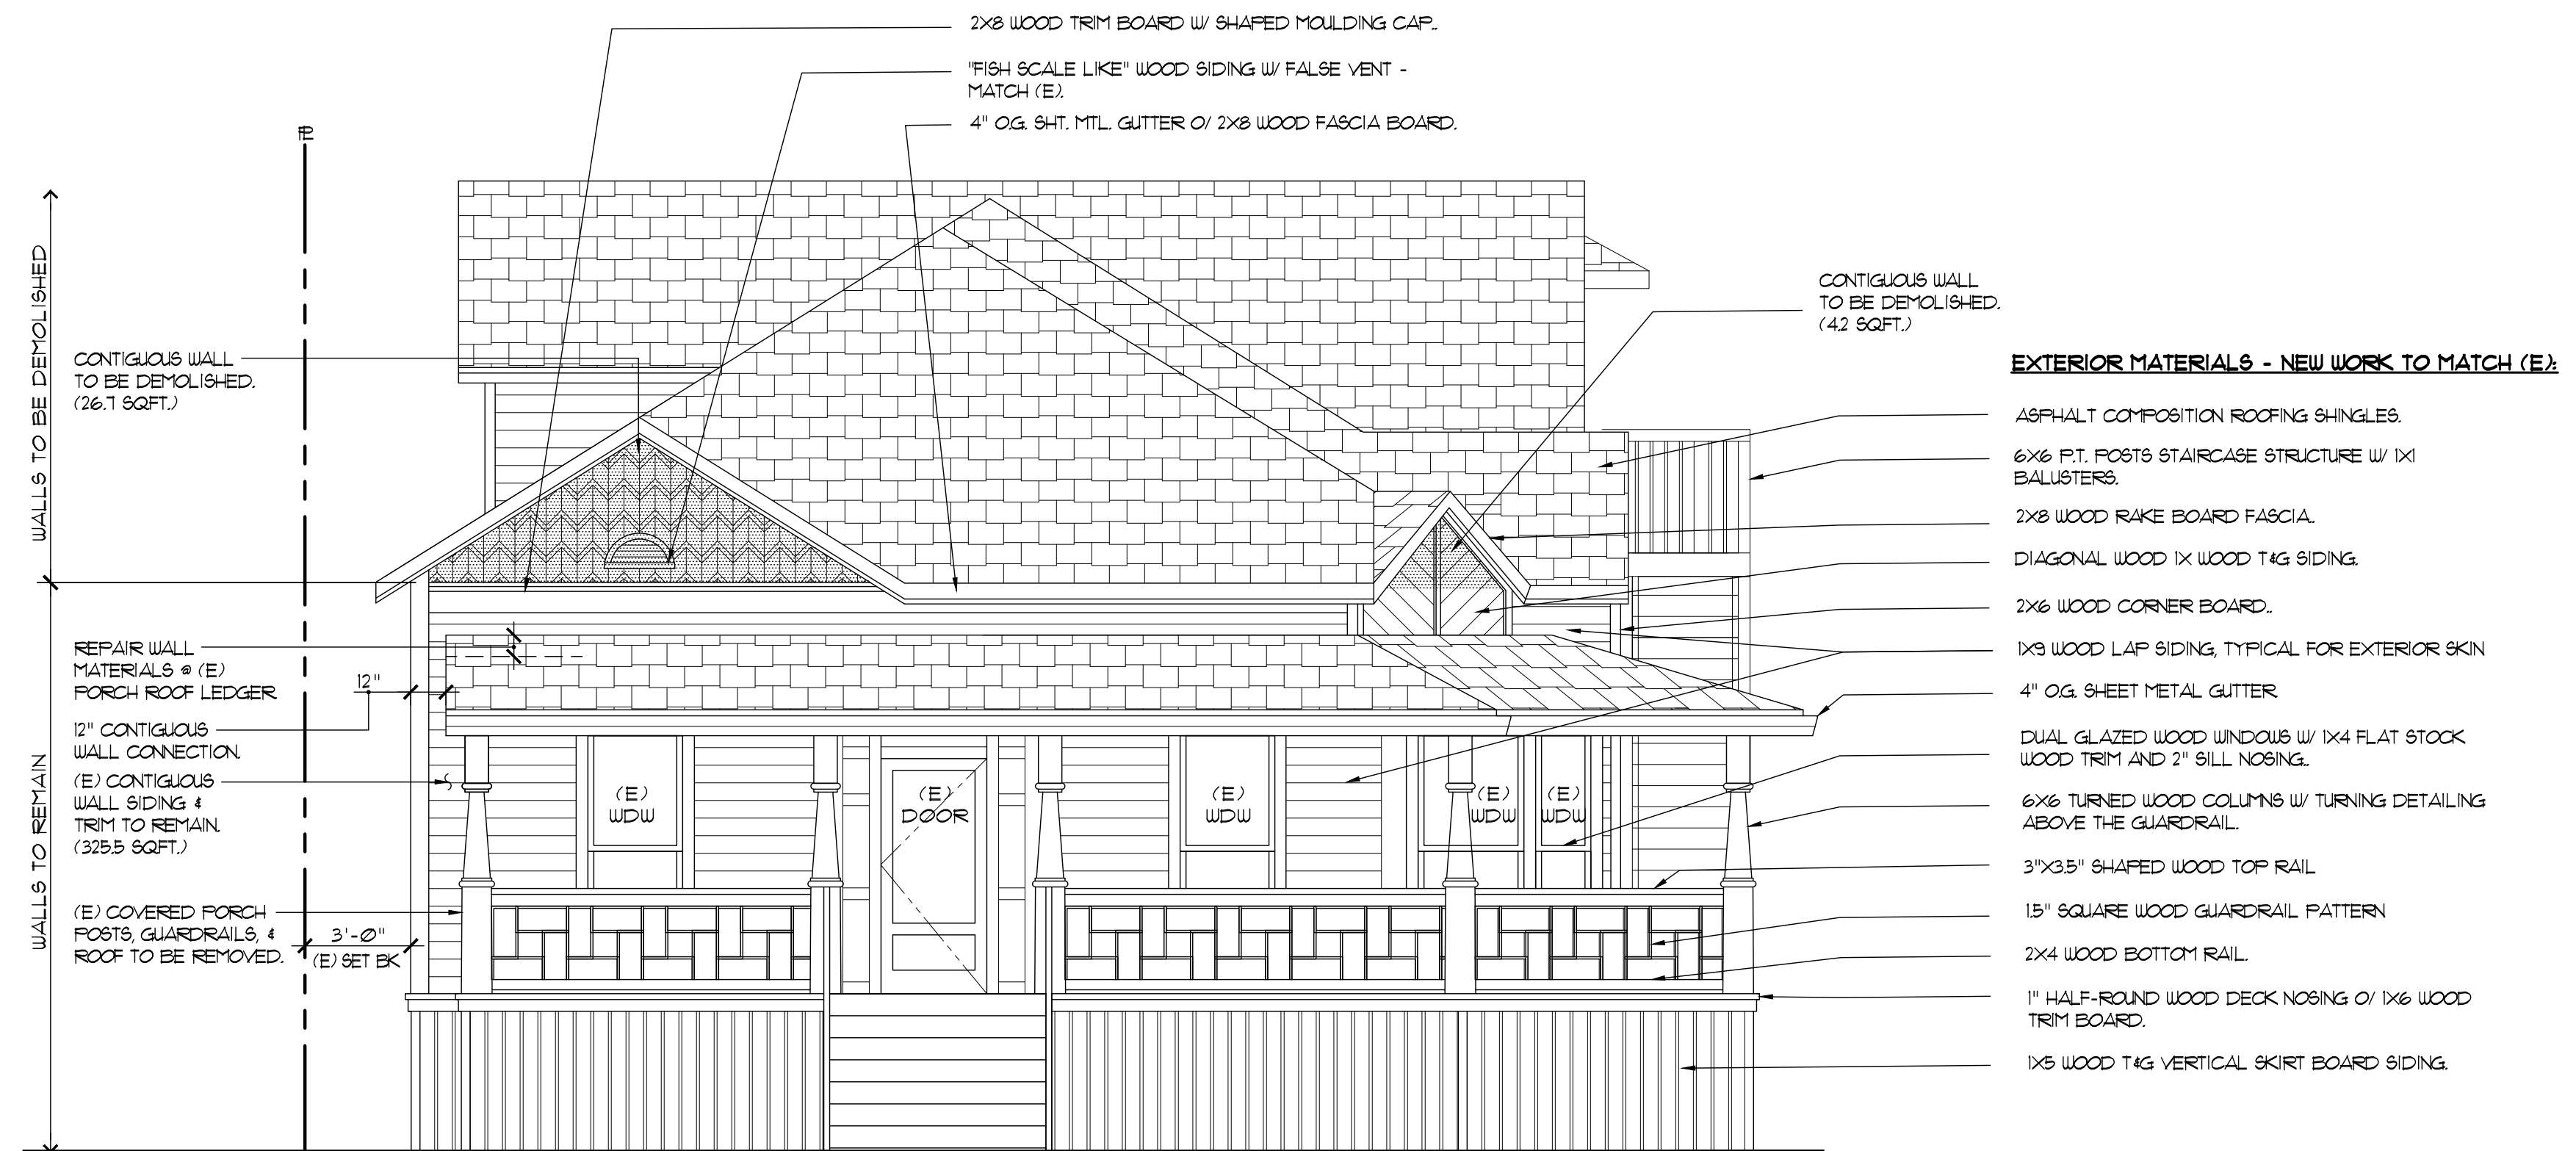 2X8 WOOD TRIM BOARD W/ SHAPED MOULDING CAP..
"FISH SCALE LIKE" WOOD SIDING W/ FALSE VENT -
MATCH (E).
4" O.G. SHT. MTL. GUTTER O/ 2X8 WOOD FASCIA BOARD.
PL
WALLS TO BE DEMOLISHED
WALLS TO REMAIN
CONTIGUOUS WALL
TO BE DEMOLISHED.
(26.7 SQFT.)
REPAIR WALL
MATERIALS @ (E)
PORCH ROOF LEDGER
12"
12" CONTIGUOUS
WALL CONNECTION.
(E) CONTIGUOUS
WALL SIDING &
TRIM TO REMAIN.
(325.5 SQFT.)
(E) COVERED PORCH
POSTS, GUARDRAILS, &
ROOF TO BE REMOVED.
3'-0"
(E) SET BK
(E)
WDW
(E)
DOOR
(E)
WDW
(E)
WDW
(E)
WDW
CONTIGUOUS WALL
TO BE DEMOLISHED.
(4.2 SQFT.)
EXTERIOR MATERIALS - NEW WORK TO MATCH (E):
ASPHALT COMPOSITION ROOFING SHINGLES.
6X6 P.T. POSTS STAIRCASE STRUCTURE W/ 1X1
BALUSTERS.
2X8 WOOD RAKE BOARD FASCIA..
DIAGONAL WOOD 1X WOOD T&G SIDING.
2X6 WOOD CORNER BOARD..
1X9 WOOD LAP SIDING, TYPICAL FOR EXTERIOR SKIN
4" O.G. SHEET METAL GUTTER
DUAL GLAZED WOOD WINDOWS W/ 1X4 FLAT STOCK
WOOD TRIM AND 2" SILL NOSING..
6X6 TURNED WOOD COLUMNS W/ TURNING DETAILING
ABOVE THE GUARDRAIL.
3"X3.5" SHAPED WOOD TOP RAIL
1.5" SQUARE WOOD GUARDRAIL PATTERN
2X4 WOOD BOTTOM RAIL.
1" HALF-ROUND WOOD DECK NOSING O/ 1X6 WOOD
TRIM BOARD.
1X5 WOOD T&G VERTICAL SKIRT BOARD SIDING.